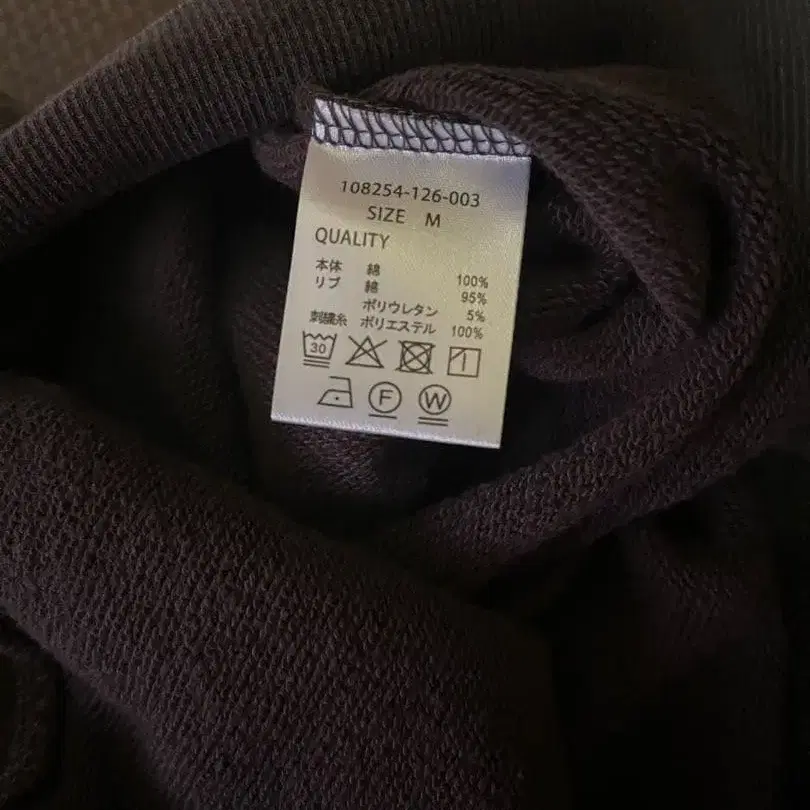 108254-126-003
SIZE M
QUALITY
本体 綿 100%
リブ 綿 95%
ポリウレタン 5%
刺繍糸 ポリエステル 100%
30
F W